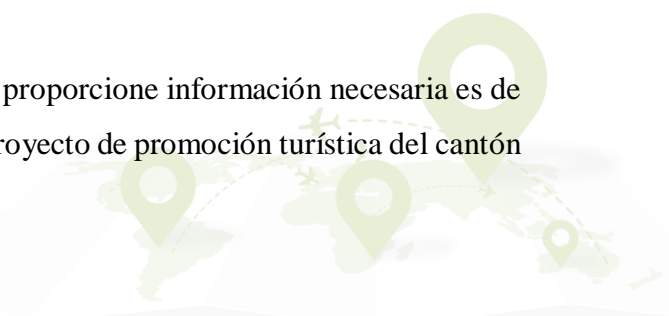 proporcione información necesaria es de
royecto de promoción turística del cantón